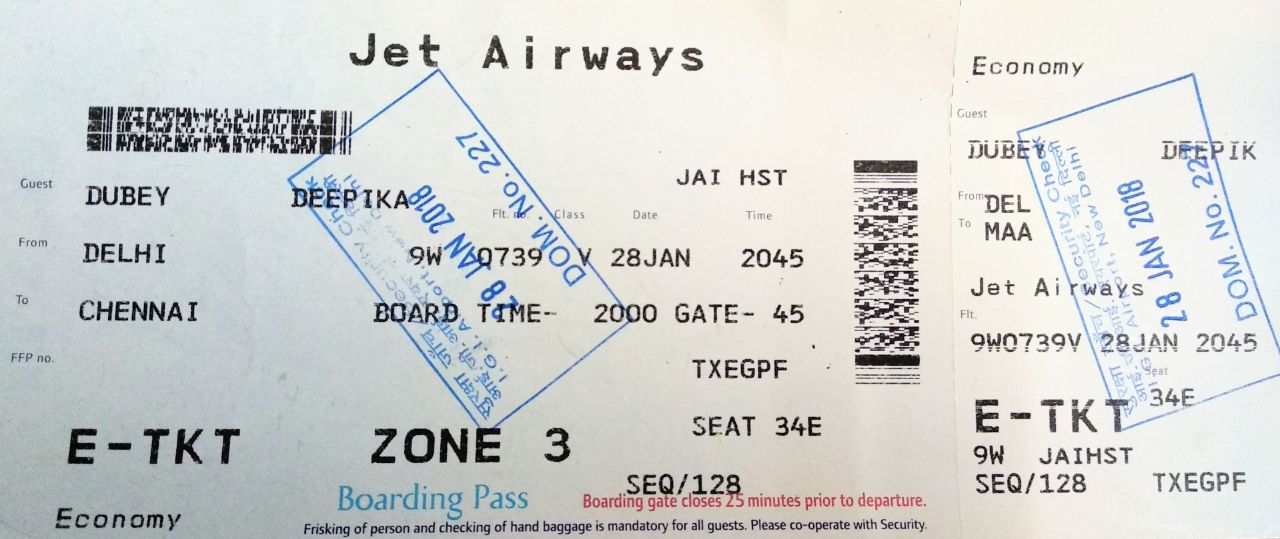 Jet Airways
JAI HST
Guest DUBEY DEEPIKA
Flt. no. Class Date Time
From DELHI 9W 0739 V 28JAN 2045
To CHENNAI BOARD TIME- 2000 GATE- 45
FFP no.
TXEGPF
SEAT 34E
E-TKT ZONE 3
SEQ/128
Boarding Pass Boarding gate closes 25 minutes prior to departure.
Economy
Frisking of person and checking of hand baggage is mandatory for all guests. Please co-operate with Security.
DOM. No. 227
28 JAN 2018
Security Check
सुरक्षा जाँच
Economy
Guest
DUBEY DEEPIK
From DEL
To MAA
Jet Airways
Flt.
9W0739V 28JAN 2045
Seat
34E
E-TKT
9W JAIHST
SEQ/128 TXEGPF
DOM. No. 227
28 JAN 2018
सुरक्षा जाँच / Security Check
I.G.I. Airport, New Delhi